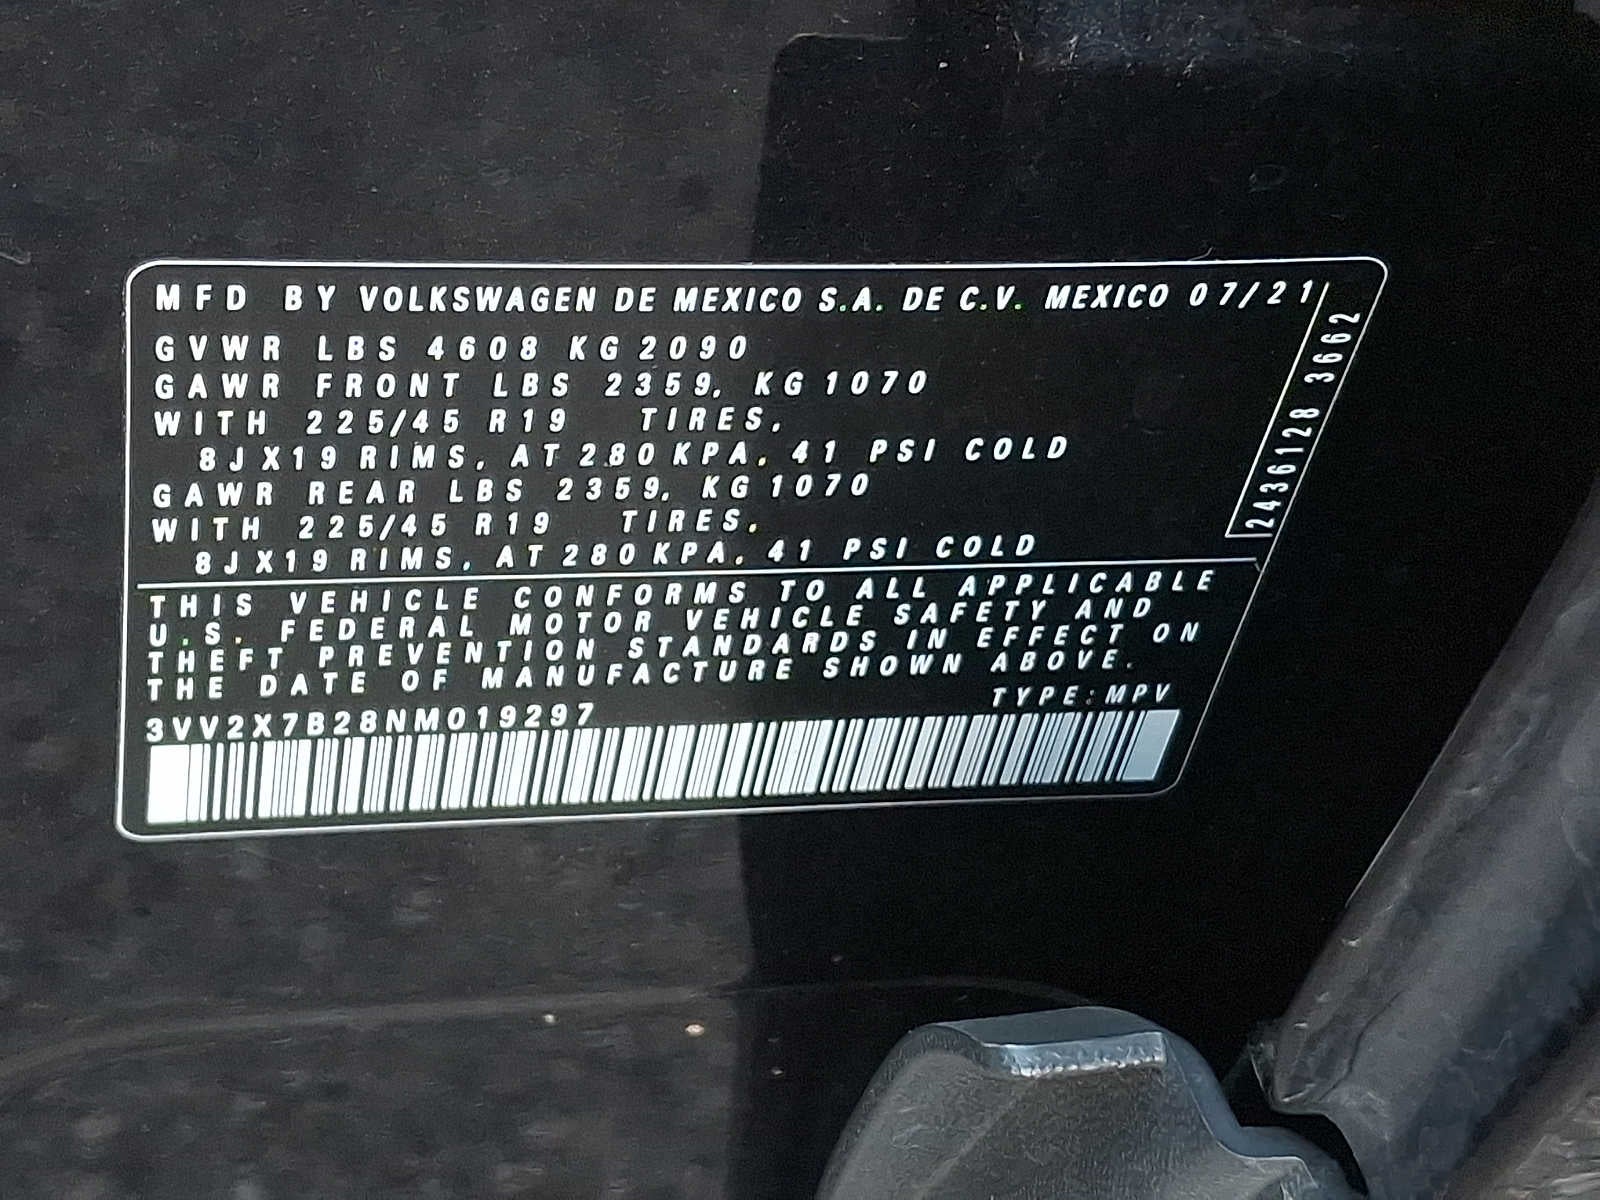 MFD BY VOLKSWAGEN DE MEXICO S.A. DE C.V. MEXICO 07/21
GVWR LBS 4608 KG 2090
GAWR FRONT LBS 2359, KG 1070
WITH 225/45 R19 TIRES,
8JX19 RIMS, AT 280 KPA, 41 PSI COLD
GAWR REAR LBS 2359, KG 1070
WITH 225/45 R19 TIRES,
8JX19 RIMS, AT 280 KPA, 41 PSI COLD
2436128 3662
THIS VEHICLE CONFORMS TO ALL APPLICABLE
U.S. FEDERAL MOTOR VEHICLE SAFETY AND
THEFT PREVENTION STANDARDS IN EFFECT ON
THE DATE OF MANUFACTURE SHOWN ABOVE.
TYPE: MPV
3VV2X7B28NM019297